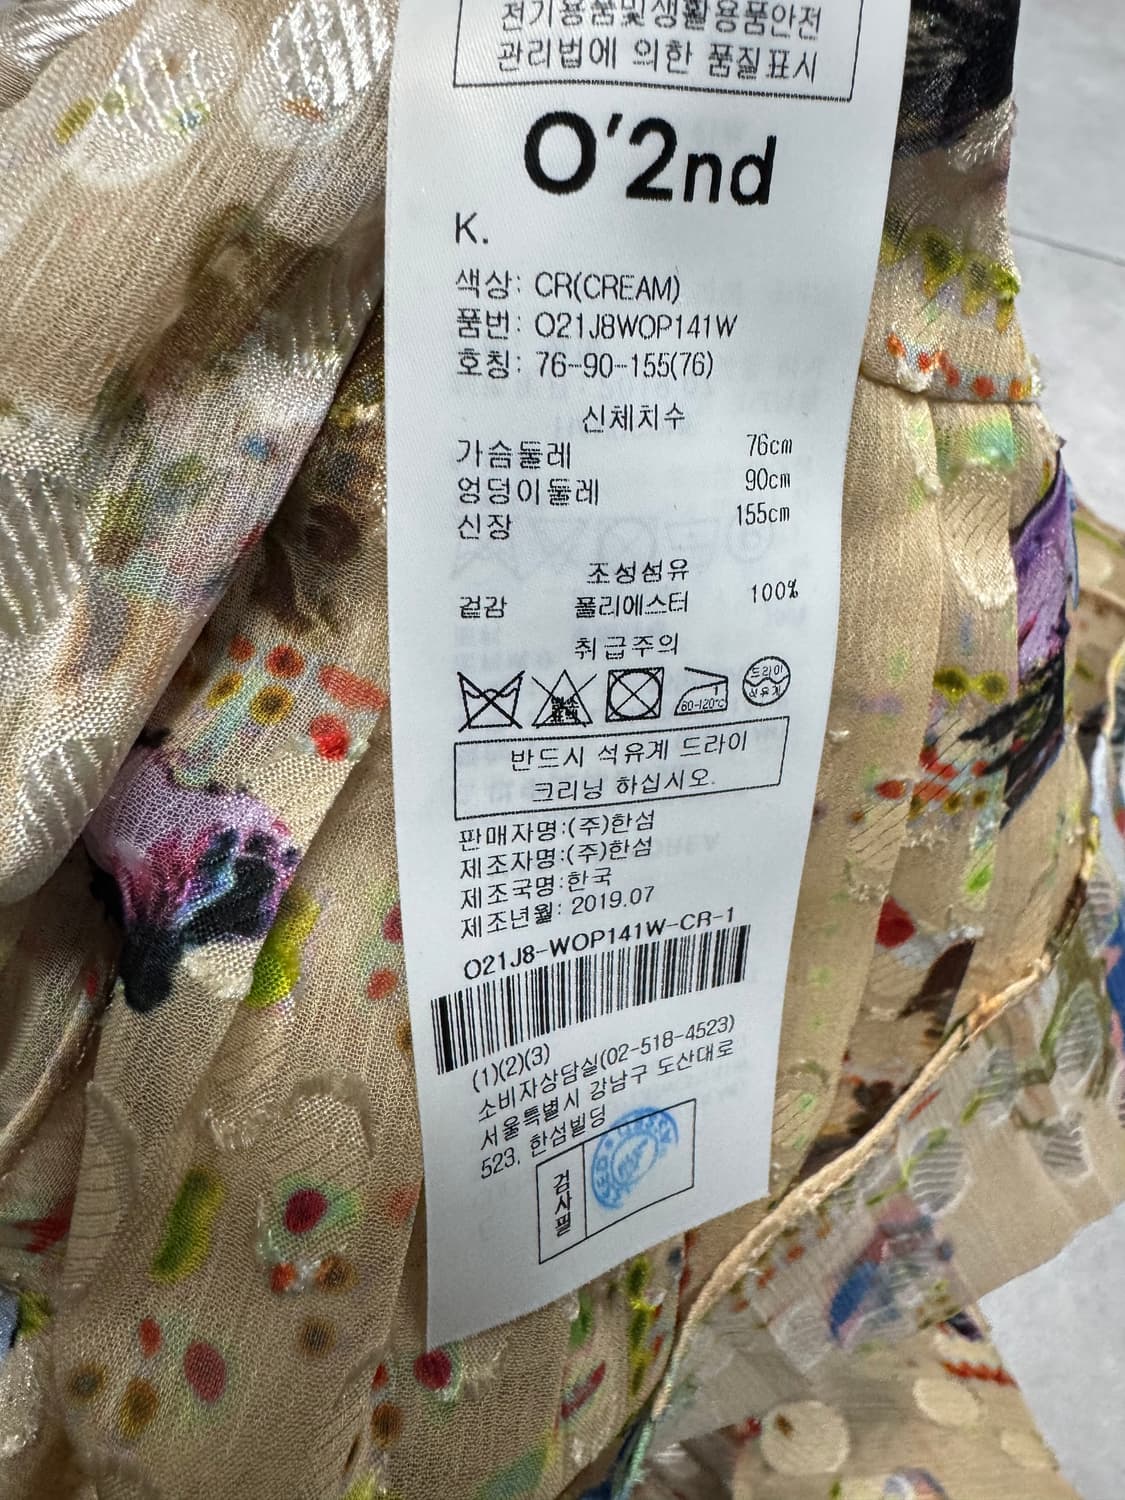 전기용품및생활용품안전
관리법에 의한 품질표시
O'2nd
K.
색상: CR(CREAM)
품번: O21J8WOP141W
호칭: 76-90-155(76)
신체치수
가슴둘레 76cm
엉덩이둘레 90cm
신장 155cm
조성섬유
겉감 폴리에스터 100%
취급주의
염소
표백
60~120℃
드라이
석유계
반드시 석유계 드라이
크리닝 하십시오.
판매자명:(주)한섬
제조자명:(주)한섬
제조국명:한국
제조년월: 2019.07
O21J8-WOP141W-CR-1
(1)(2)(3)
소비자상담실(02-518-4523)
서울특별시 강남구 도산대로
523, 한섬빌딩
검사필